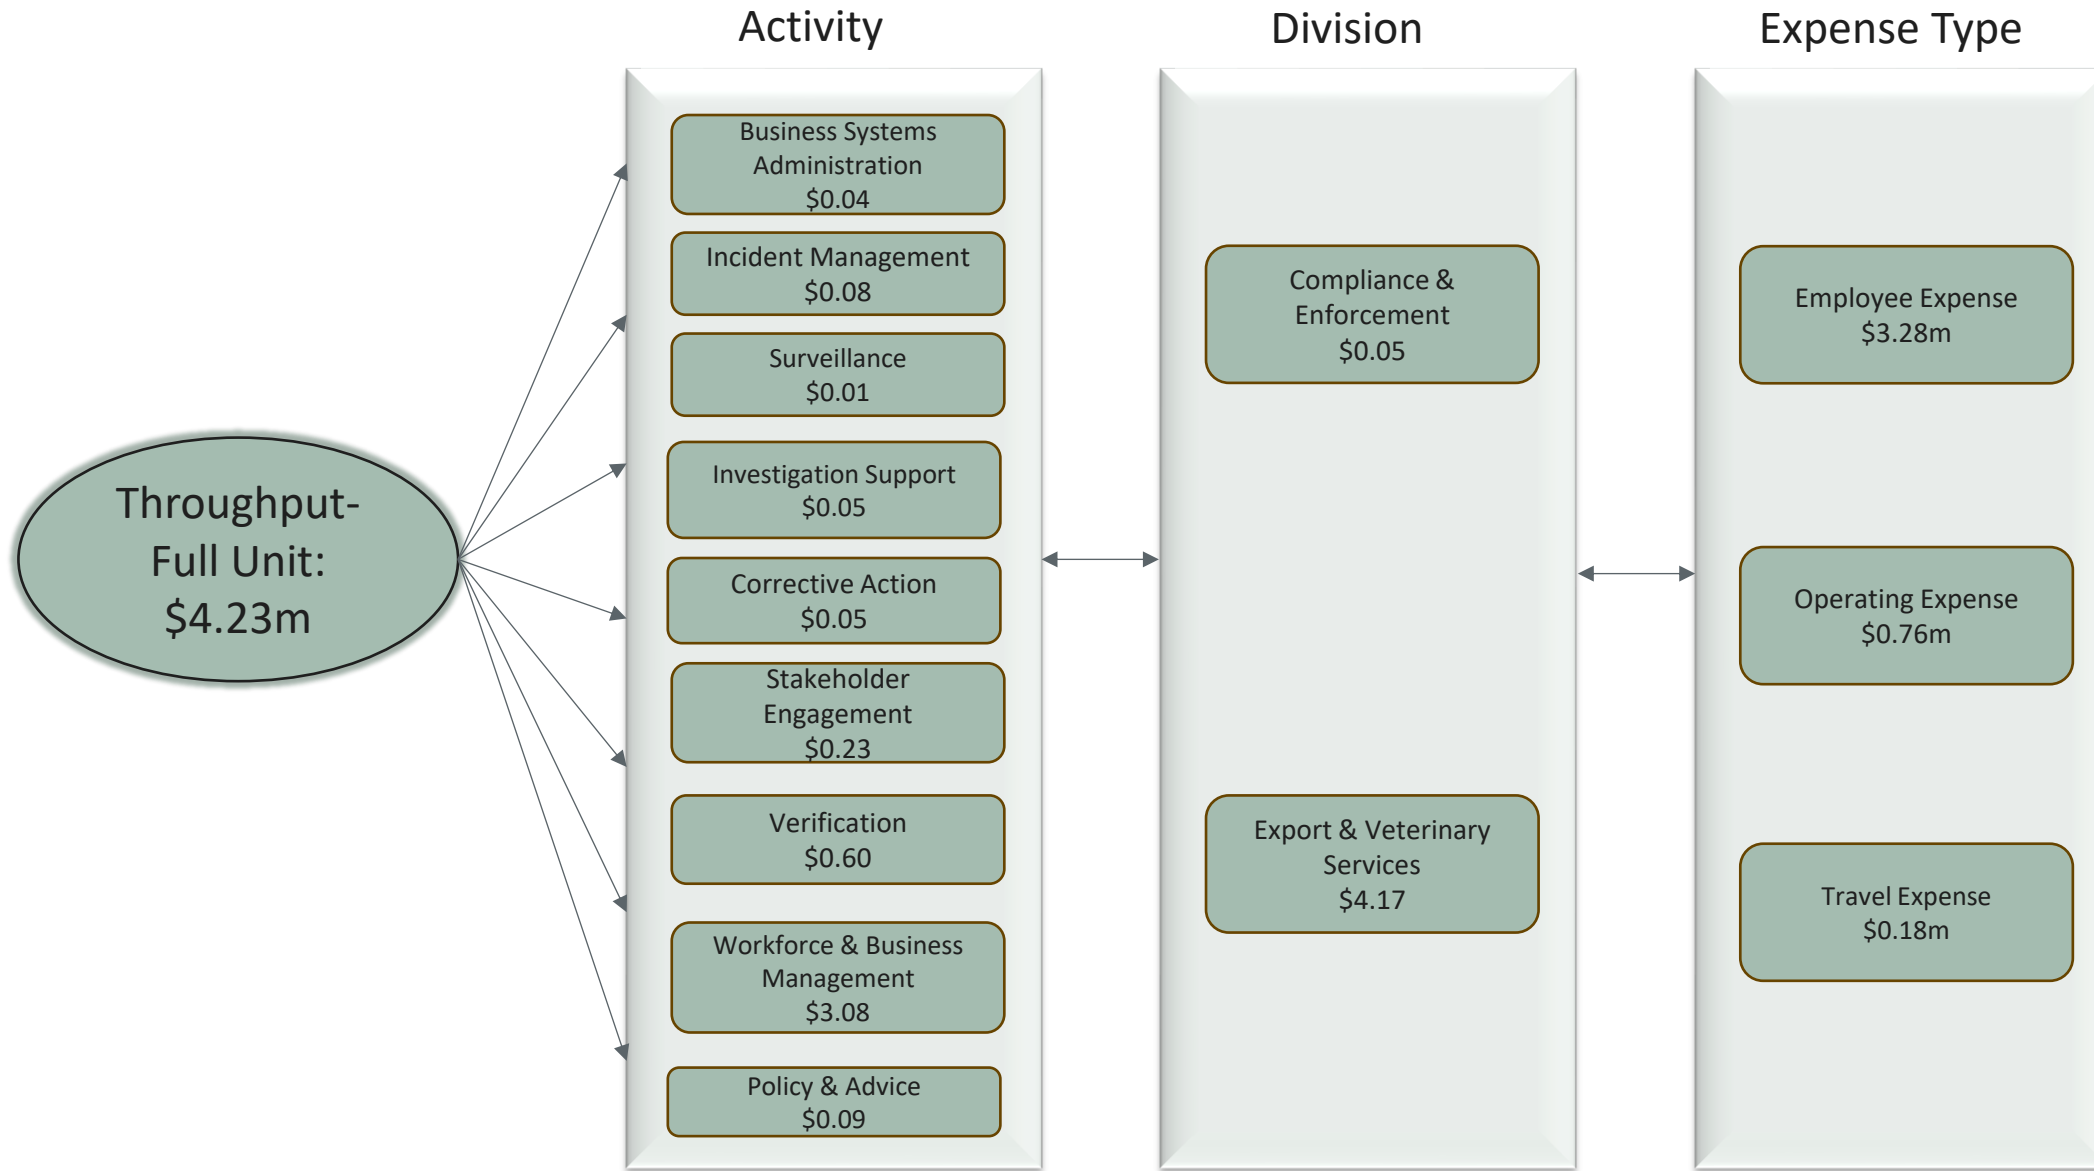 Activity
Division
Expense Type
Throughput-
Full Unit:
$4.23m
Business Systems
Administration
$0.04
Incident Management
$0.08
Surveillance
$0.01
Investigation Support
$0.05
Corrective Action
$0.05
Stakeholder
Engagement
$0.23
Verification
$0.60
Workforce & Business
Management
$3.08
Policy & Advice
$0.09
Compliance &
Enforcement
$0.05
Export & Veterinary
Services
$4.17
Employee Expense
$3.28m
Operating Expense
$0.76m
Travel Expense
$0.18m